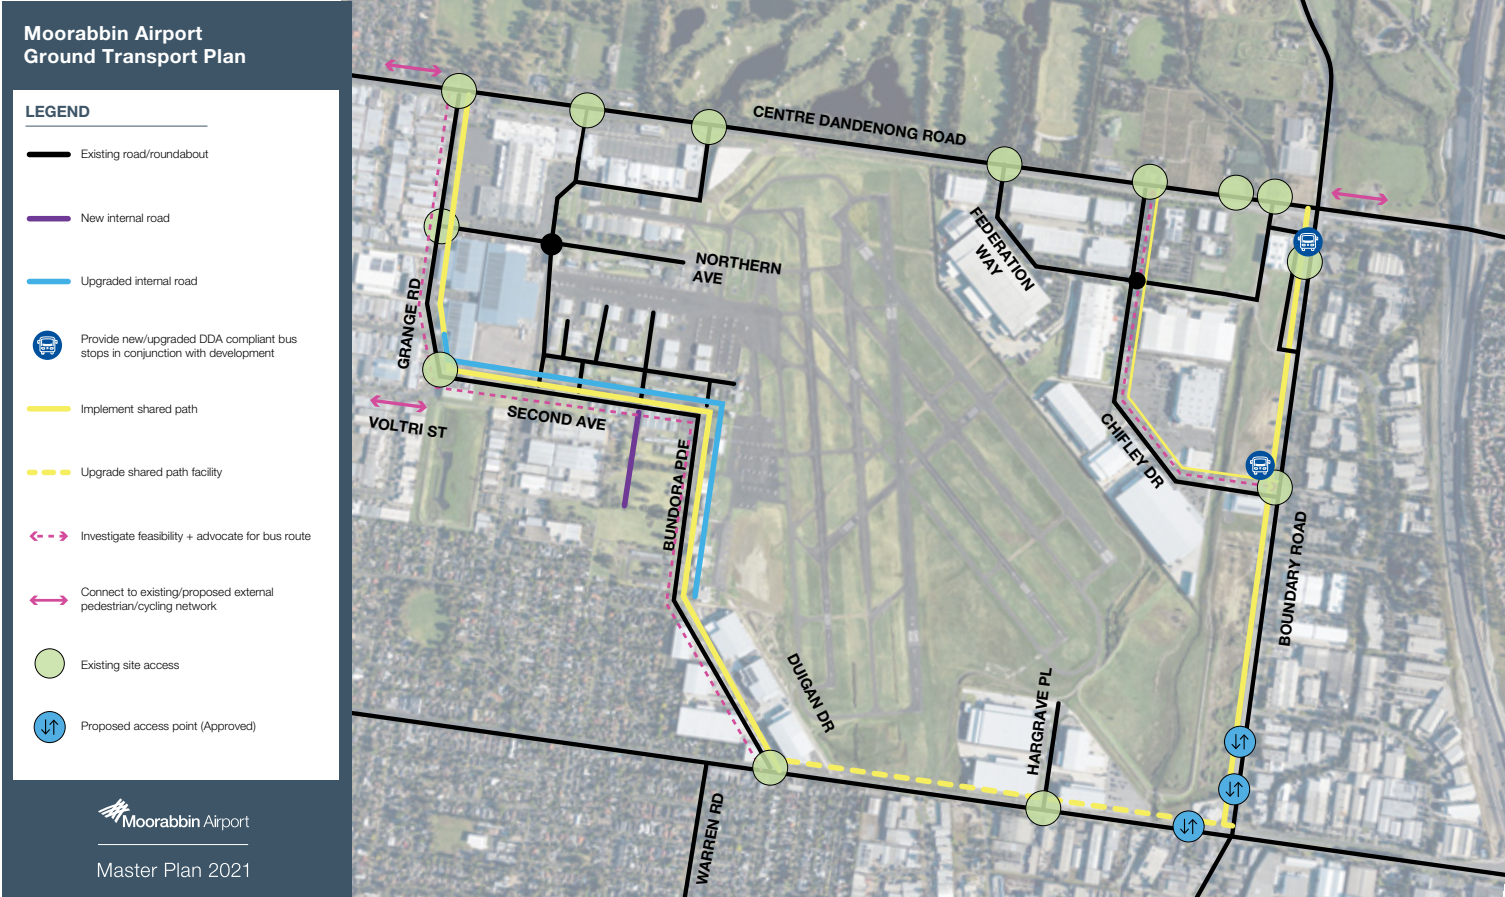 Moorabbin Airport
Ground Transport Plan
LEGEND
Existing road/roundabout
New internal road
Upgraded internal road
Provide new/upgraded DDA compliant bus
stops in conjunction with development
Implement shared path
Upgrade shared path facility
Investigate feasibility + advocate for bus route
Connect to existing/proposed external
pedestrian/cycling network
Existing site access
Proposed access point (Approved)
Moorabbin Airport
Master Plan 2021
CENTRE DANDENONG ROAD
FEDERATION
WAY
NORTHERN
AVE
GRANGE RD
VOLTRI ST
SECOND AVE
BUNDORA PDE
CHIFLEY DR
BOUNDARY ROAD
DUIGAN DR
HARGRAVE PL
WARREN RD